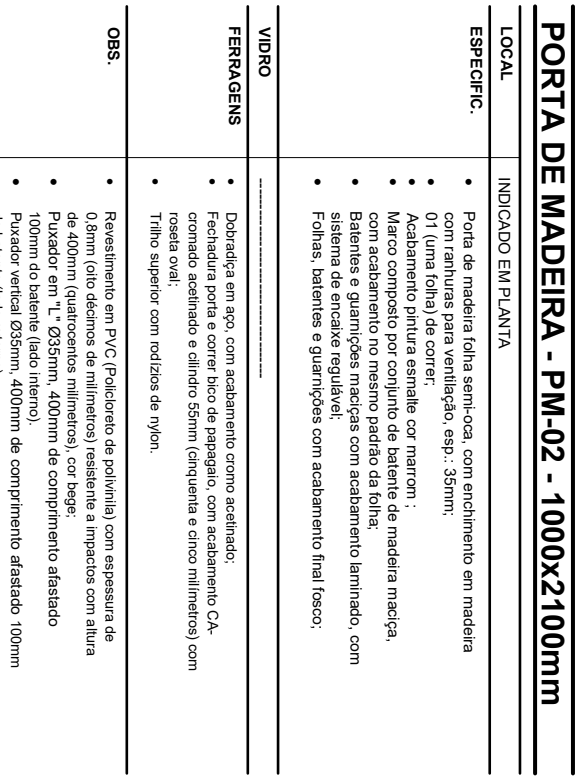 PORTA DE MADEIRA - PM-02 - 1000x2100mm
LOCAL
INDICADO EM PLANTA
ESPECIFIC.
• Porta de madeira folha semi-oca, com enchimento em madeira
com ranhuras para ventilação, esp.: 35mm;
• 01 (uma folha) de correr;
• Acabamento pintura esmalte cor marrom ;
• Marco composto por conjunto de batente de madeira maciça,
com acabamento no mesmo padrão da folha;
• Batentes e guarnições maciças com acabamento laminado, com
sistema de encaixe regulável;
• Folhas, batentes e guarnições com acabamento final fosco;
VIDRO
--------------------------------
FERRAGENS
• Dobradiça em aço, com acabamento cromo acetinado;
• Fechadura porta e correr bico de papagaio, com acabamento CA-
cromado acetinado e cilindro 55mm (cinquenta e cinco milímetros) com
roseta oval;
• Trilho superior com rodízios de nylon.
OBS.
• Revestimento em PVC (Policloreto de polivinila) com espessura de
0,8mm (oito décimos de milímetros) resistente a impactos com altura
de 400mm (quatrocentos milímetros), cor bege;
• Puxador em "L" Ø35mm, 400mm de comprimento afastado
100mm do batente (lado interno).
• Puxador vertical Ø35mm, 400mm de comprimento afastado 100mm